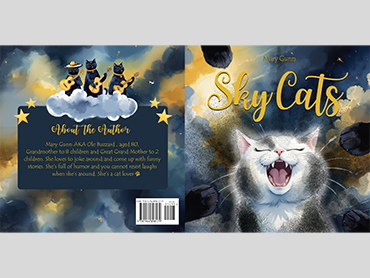 About The Author
Mary Gunn AKA Ole Buzzard , aged 80.
Grandmother to 8 children and Great Grand Mother to 2
children. She loves to joke around and come up with funny
stories. She's full of humor and you cannot resist laughs
when she's around. She's a cat lover
Mary Gunn
Sky Cats